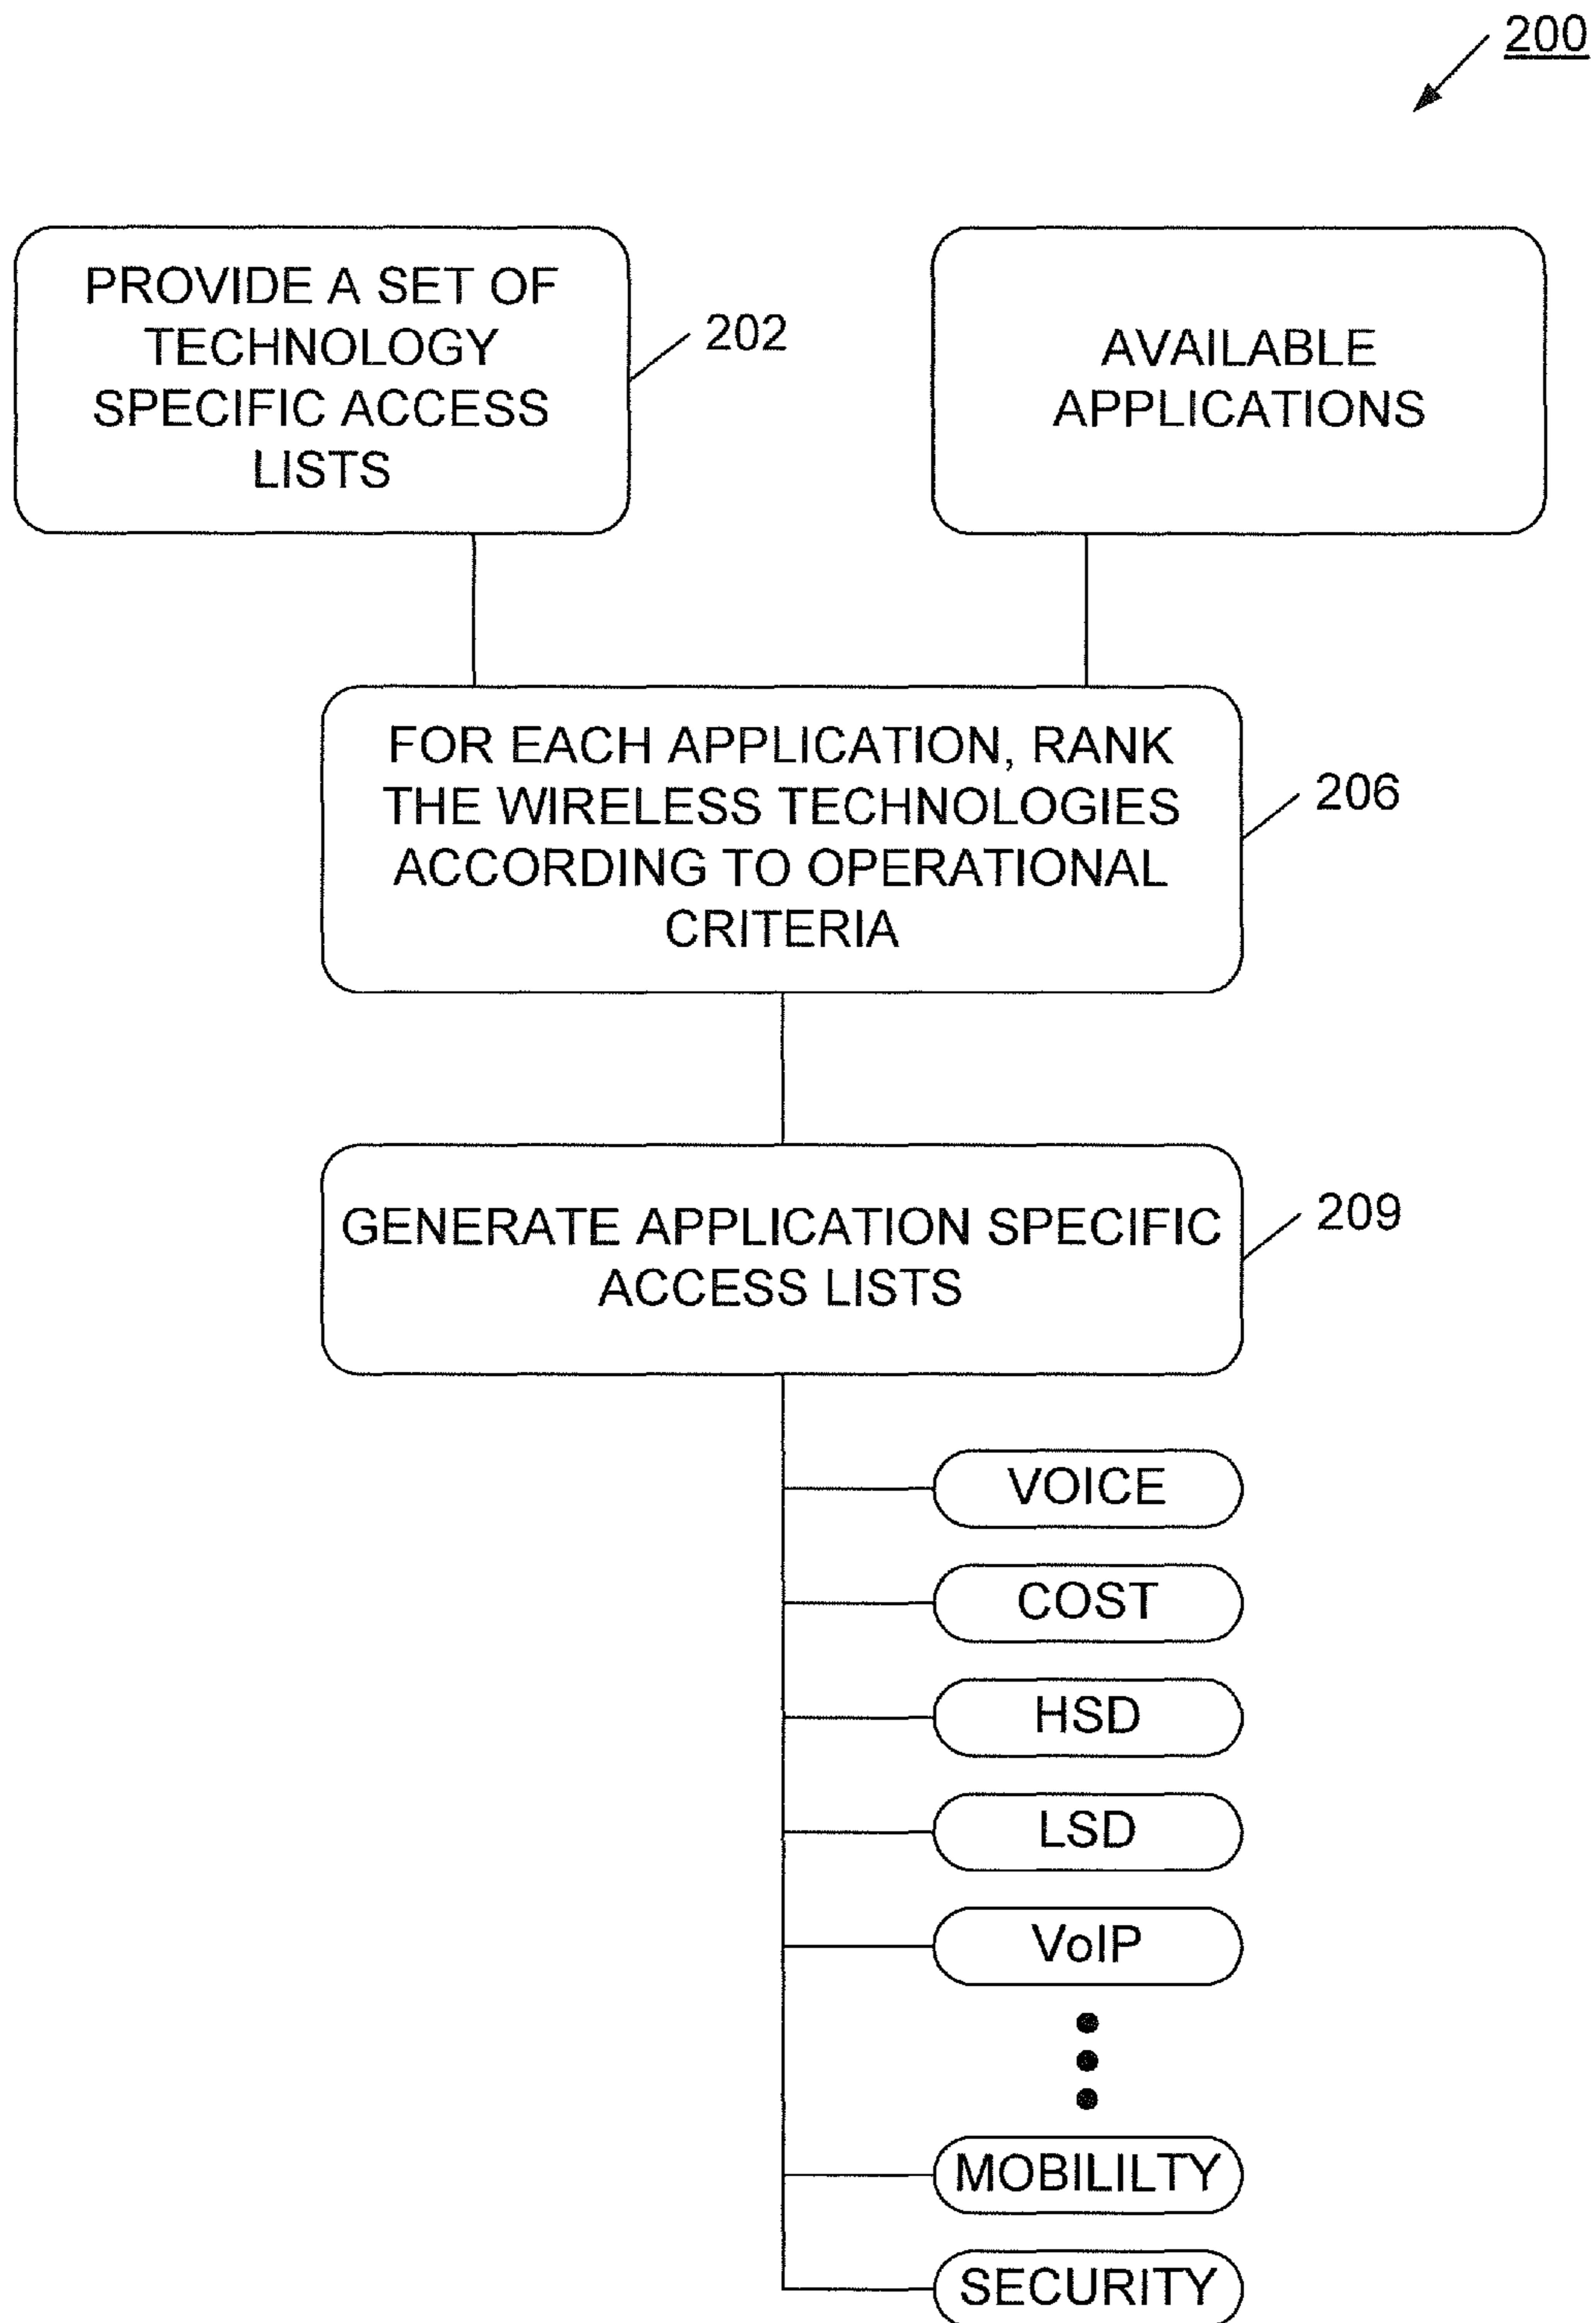 200
PROVIDE A SET OF
TECHNOLOGY
SPECIFIC ACCESS
LISTS
202
AVAILABLE
APPLICATIONS
FOR EACH APPLICATION, RANK
THE WIRELESS TECHNOLOGIES
ACCORDING TO OPERATIONAL
CRITERIA
206
GENERATE APPLICATION SPECIFIC
ACCESS LISTS
209
VOICE
COST
HSD
LSD
VoIP
MOBILILTY
SECURITY